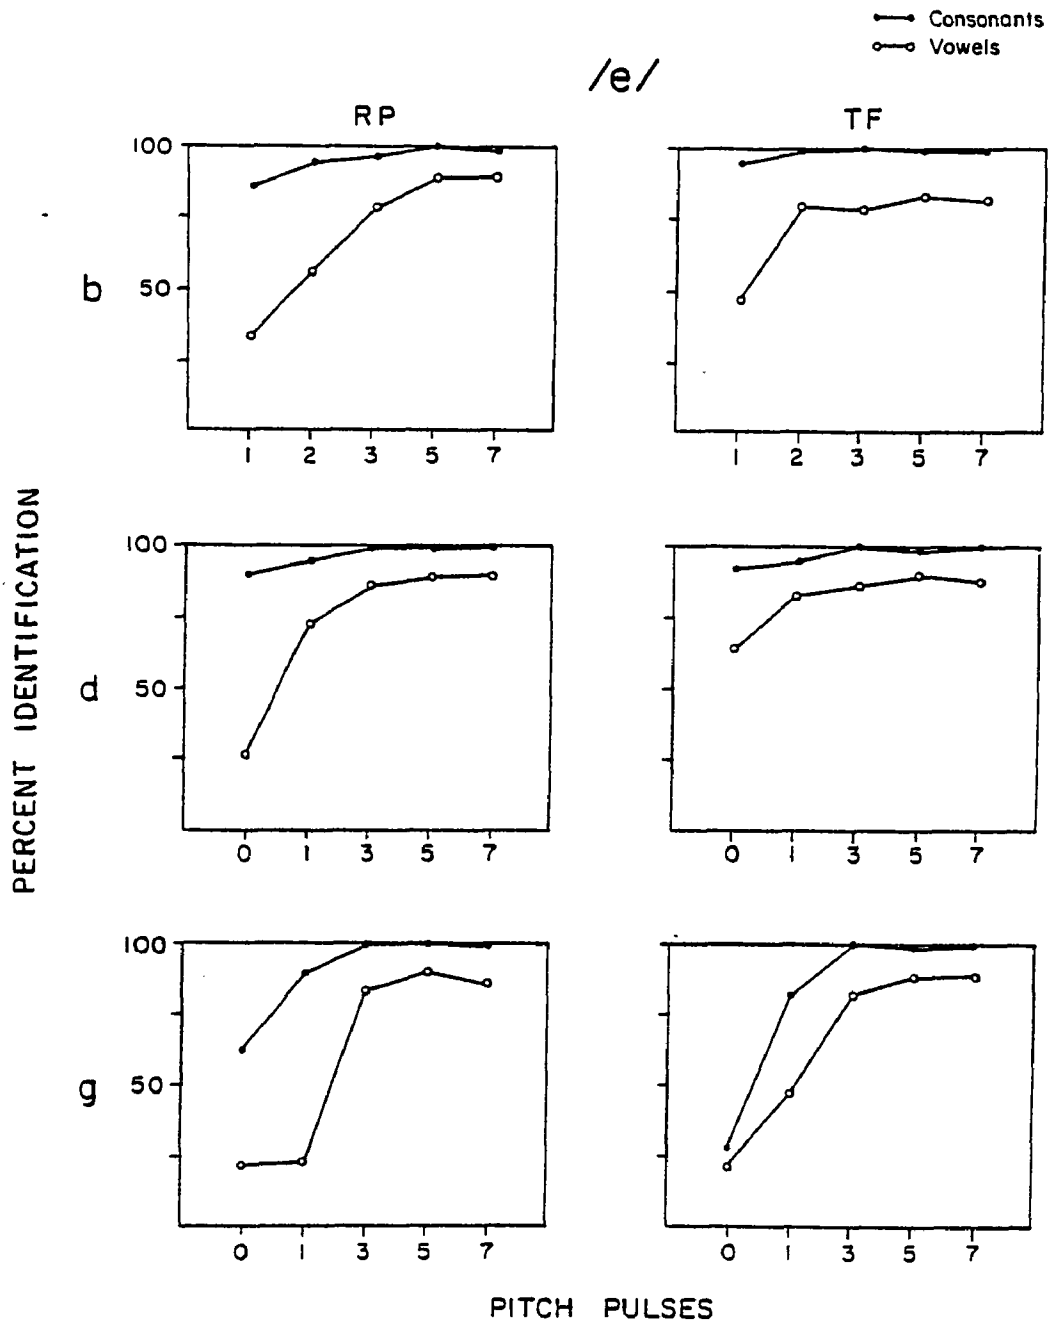 Consonants
Vowels
/e/
RP
TF
100
b
50
1 2 3 5 7
1 2 3 5 7
PERCENT IDENTIFICATION
100
d
50
0 1 3 5 7
0 1 3 5 7
100
g
50
0 1 3 5 7
0 1 3 5 7
PITCH PULSES